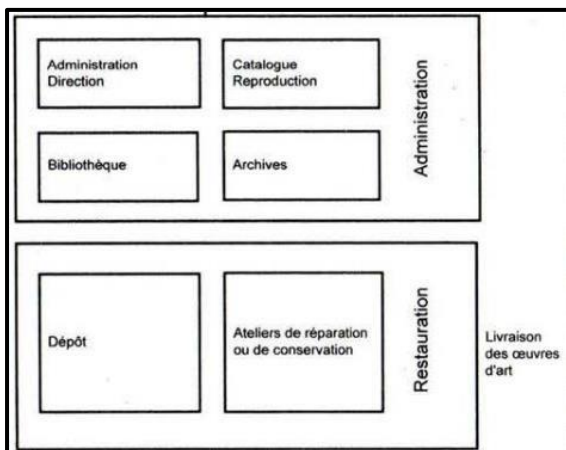 Administration
Direction
Catalogue
Reproduction
Administration
Bibliothèque
Archives
Dépôt
Ateliers de réparation
ou de conservation
Restauration
Livraison
des œuvres
d'art